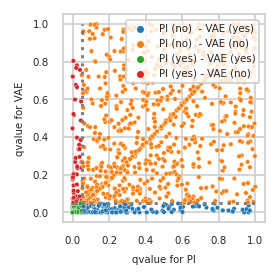 PI (no)  - VAE (yes)
PI (no)  - VAE (no)
PI (yes) - VAE (yes)
PI (yes) - VAE (no)
qvalue for VAE
1.0
0.8
0.6
0.4
0.2
0.0
0.0 0.2 0.4 0.6 0.8 1.0
qvalue for PI